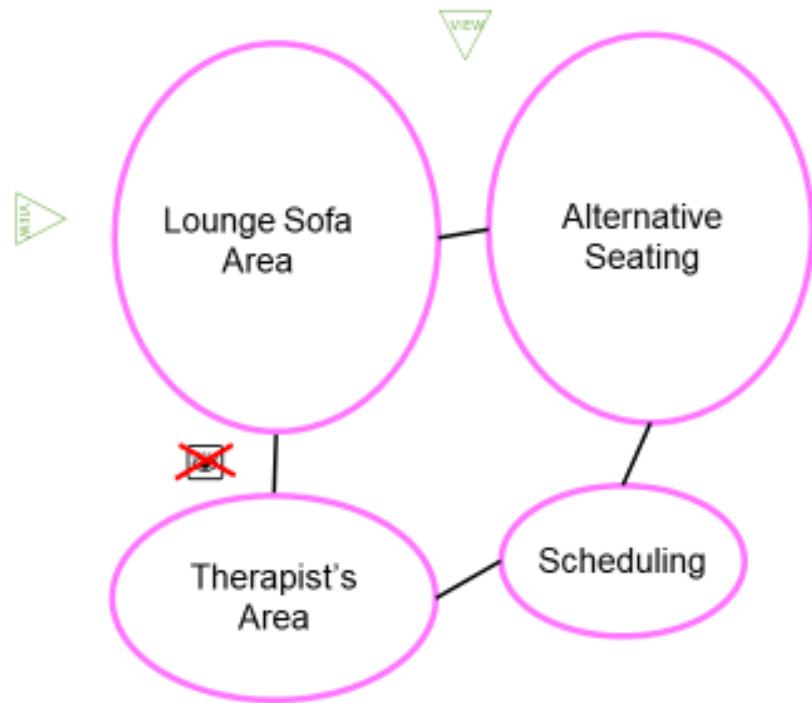 VIEW
VIEW
Lounge Sofa
Area
Alternative
Seating
Therapist's
Area
Scheduling